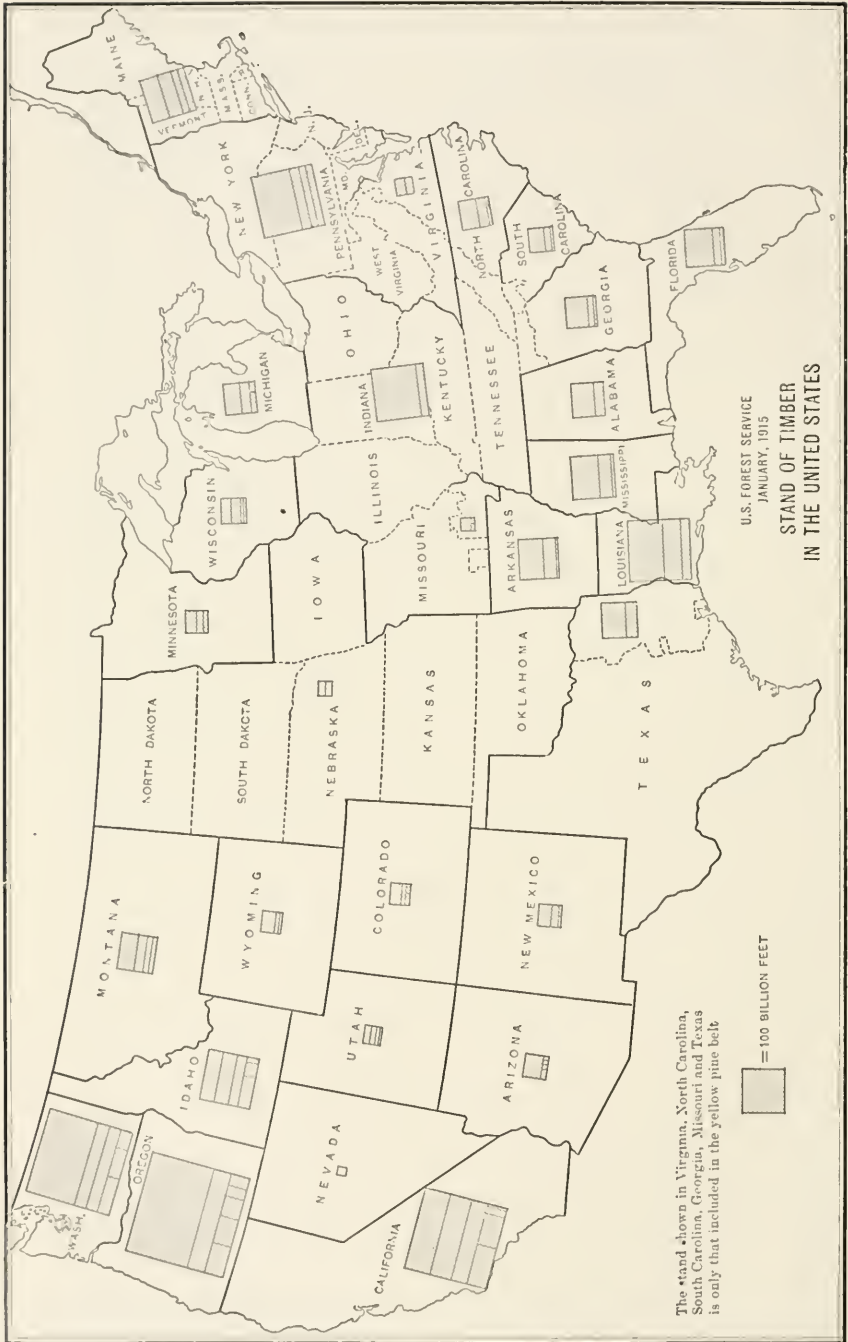 U.S. FOREST SERVICE
JANUARY, 1915
STAND OF TIMBER
IN THE UNITED STATES
WASH.
OREGON
CALIFORNIA
NEVADA
IDAHO
MONTANA
WYOMING
UTAH
COLORADO
ARIZONA
NEW MEXICO
NORTH DAKOTA
SOUTH DAKOTA
NEBRASKA
KANSAS
OKLAHOMA
TEXAS
MINNESOTA
IOWA
MISSOURI
ARKANSAS
LOUISIANA
WISCONSIN
ILLINOIS
MICHIGAN
INDIANA
OHIO
KENTUCKY
TENNESSEE
MISSISSIPPI
ALABAMA
GEORGIA
FLORIDA
SOUTH
CAROLINA
NORTH CAROLINA
VIRGINIA
WEST
VIRGINIA
MD.
DEL.
PENNSYLVANIA
N.J.
NEW YORK
CONN.
MASS.
VERMONT
N. H.
MAINE
=100 BILLION FEET
The stand shown in Virginia, North Carolina,
South Carolina, Georgia, Missouri and Texas
is only that included in the yellow pine belt